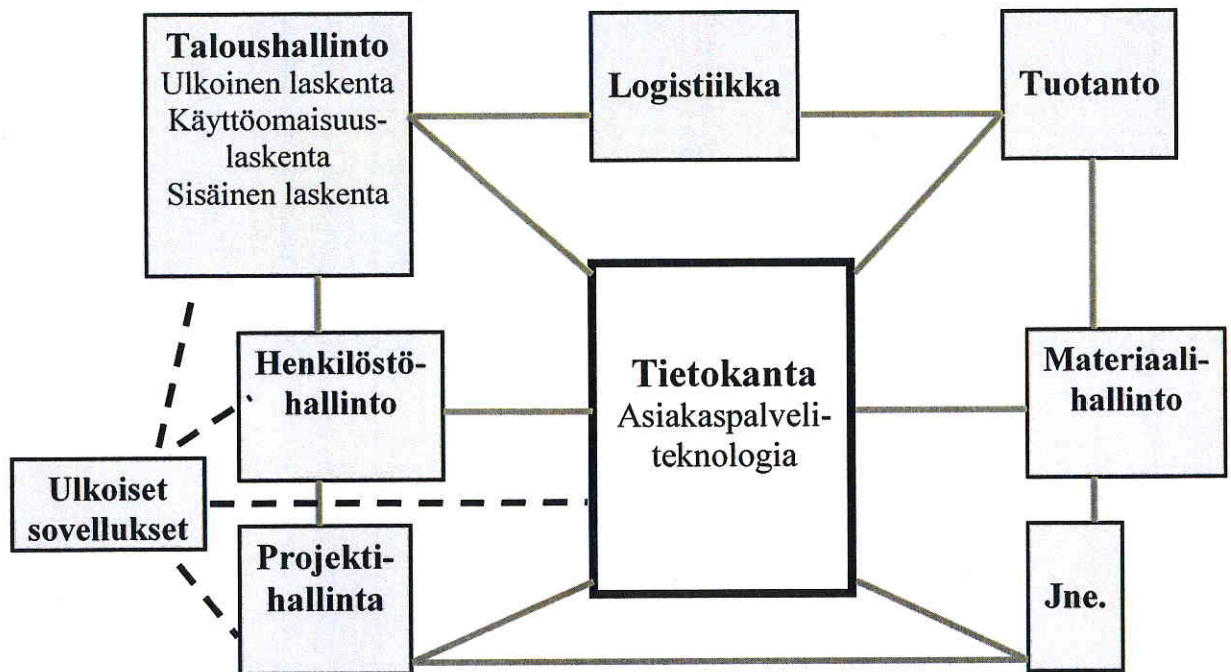 Taloushallinto
Ulkoinen laskenta
Käyttöomaisuus-
laskenta
Sisäinen laskenta
Logistiikka
Tuotanto
Henkilöstö-
hallinto
Tietokanta
Asiakaspalveli-
teknologia
Materiaali-
hallinto
Ulkoiset
sovellukset
Projekti-
hallinta
Jne.